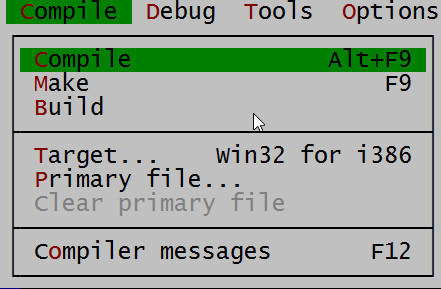 Compile Debug Tools Options
Compile Alt+F9
Make F9
Build
Target... Win32 for i386
Primary file...
Clear primary file
Compiler messages F12